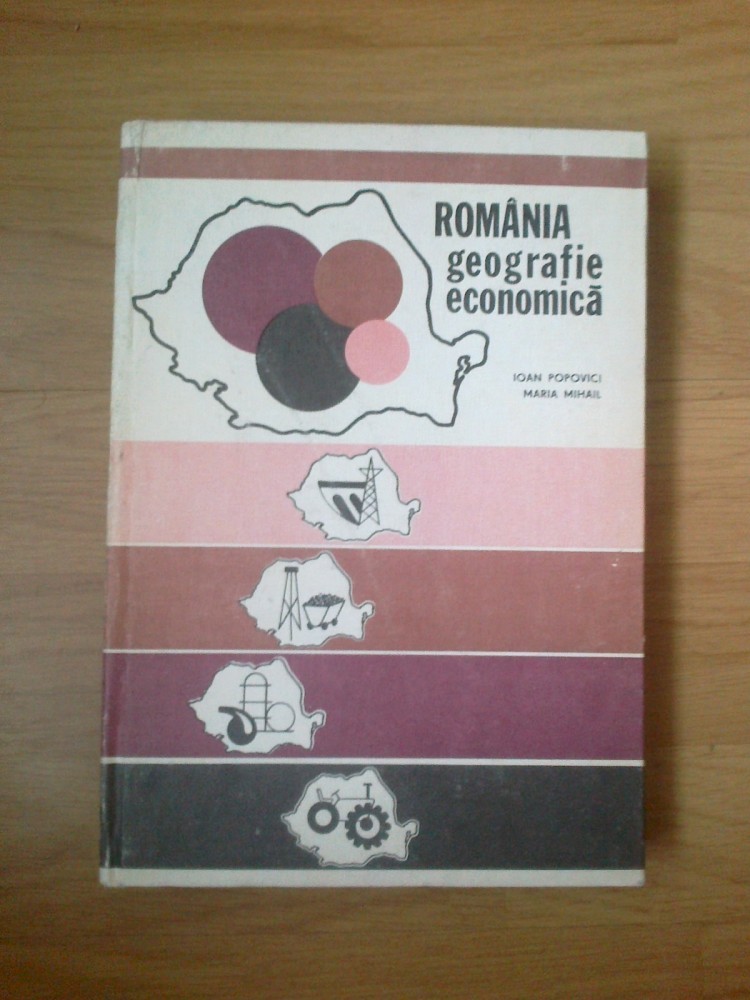 ROMÂNIA
geografie
economică
IOAN POPOVICI
MARIA MIHAIL